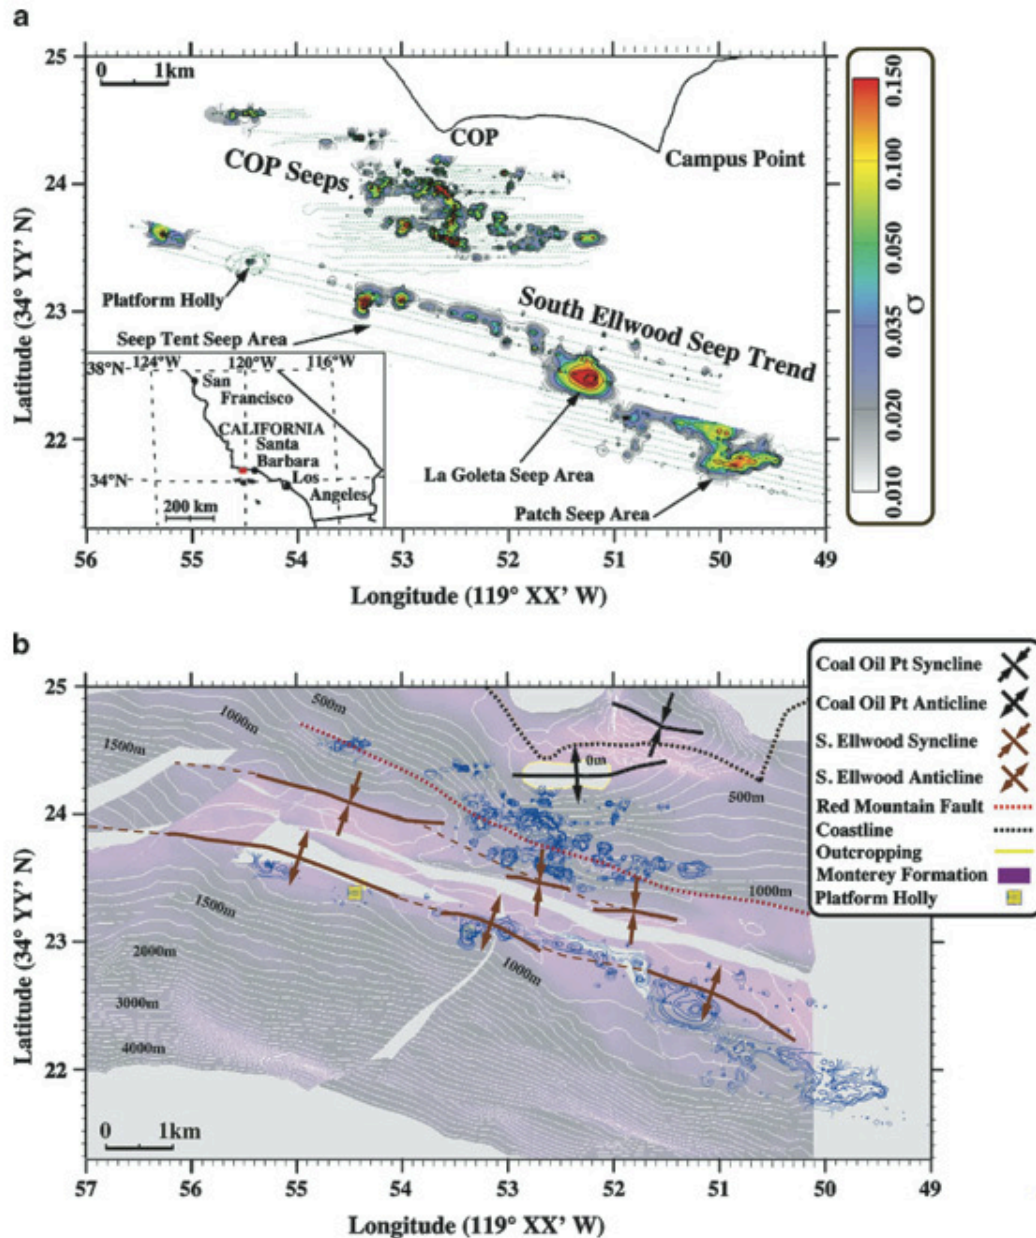 a
25
24
23
22
Latitude (34° YY' N)
0 1km
COP
Campus Point
COP Seeps
Platform Holly
Seep Tent Seep Area
South Ellwood Seep Trend
La Goleta Seep Area
Patch Seep Area
124°W 120°W 116°W
38°N
San
Francisco
CALIFORNIA
Santa
Barbara
34°N
Los
Angeles
200 km
56 55 54 53 52 51 50 49
Longitude (119° XX' W)
0.150
0.100
0.050
0.035
0.020
0.010
σ
b
25
24
23
22
Latitude (34° YY' N)
500m
1000m
1500m
0m
500m
1000m
1500m
2000m
3000m
4000m
1000m
0 1km
57 56 55 54 53 52 51 50 49
Longitude (119° XX' W)
Coal Oil Pt Syncline
Coal Oil Pt Anticline
S. Ellwood Syncline
S. Ellwood Anticline
Red Mountain Fault
Coastline
Outcropping
Monterey Formation
Platform Holly